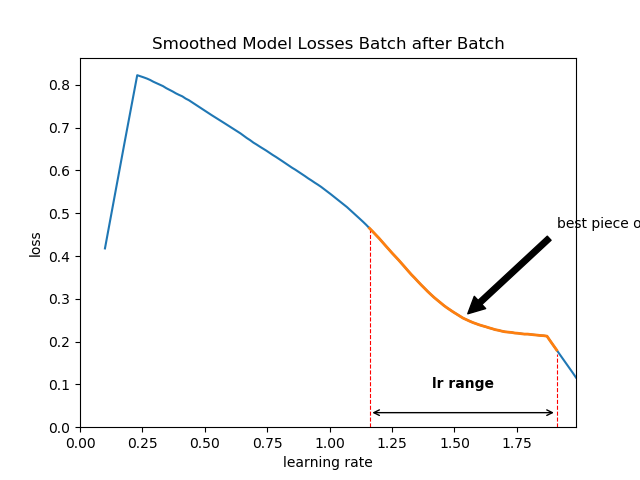 Smoothed Model Losses Batch after Batch
0.8
0.7
0.6
0.5
0.4
0.3
0.2
0.1
0.0
loss
best piece o
lr range
0.00 0.25 0.50 0.75 1.00 1.25 1.50 1.75
learning rate